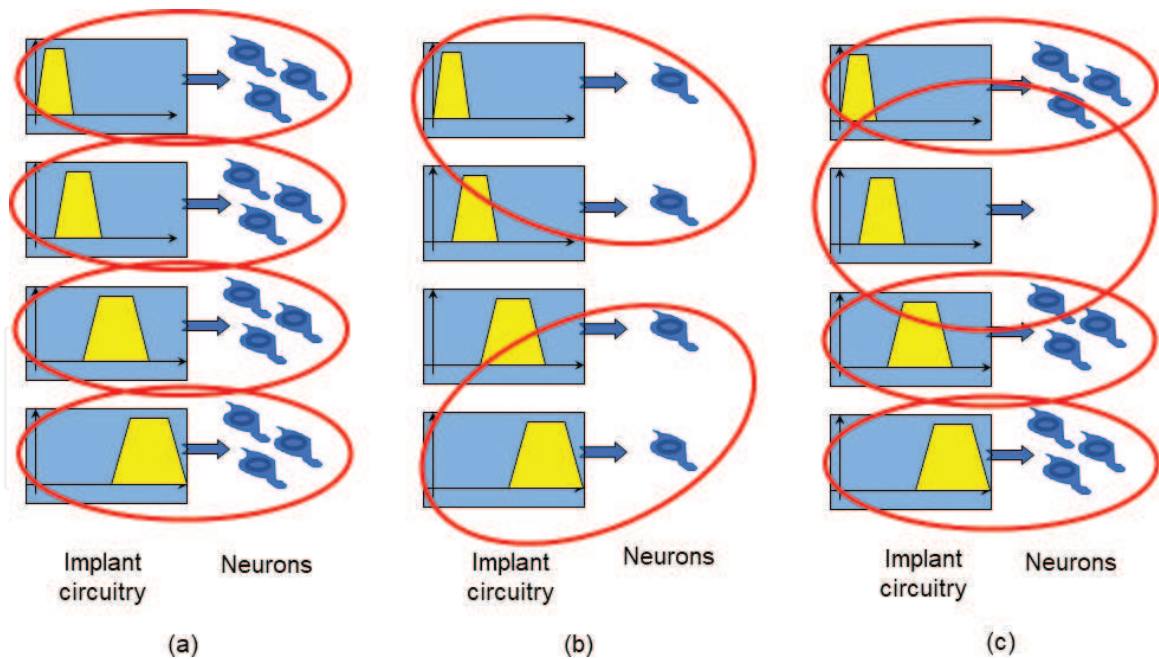 Implant
circuitry
Neurons
(a)
Implant
circuitry
Neurons
(b)
Implant
circuitry
Neurons
(c)